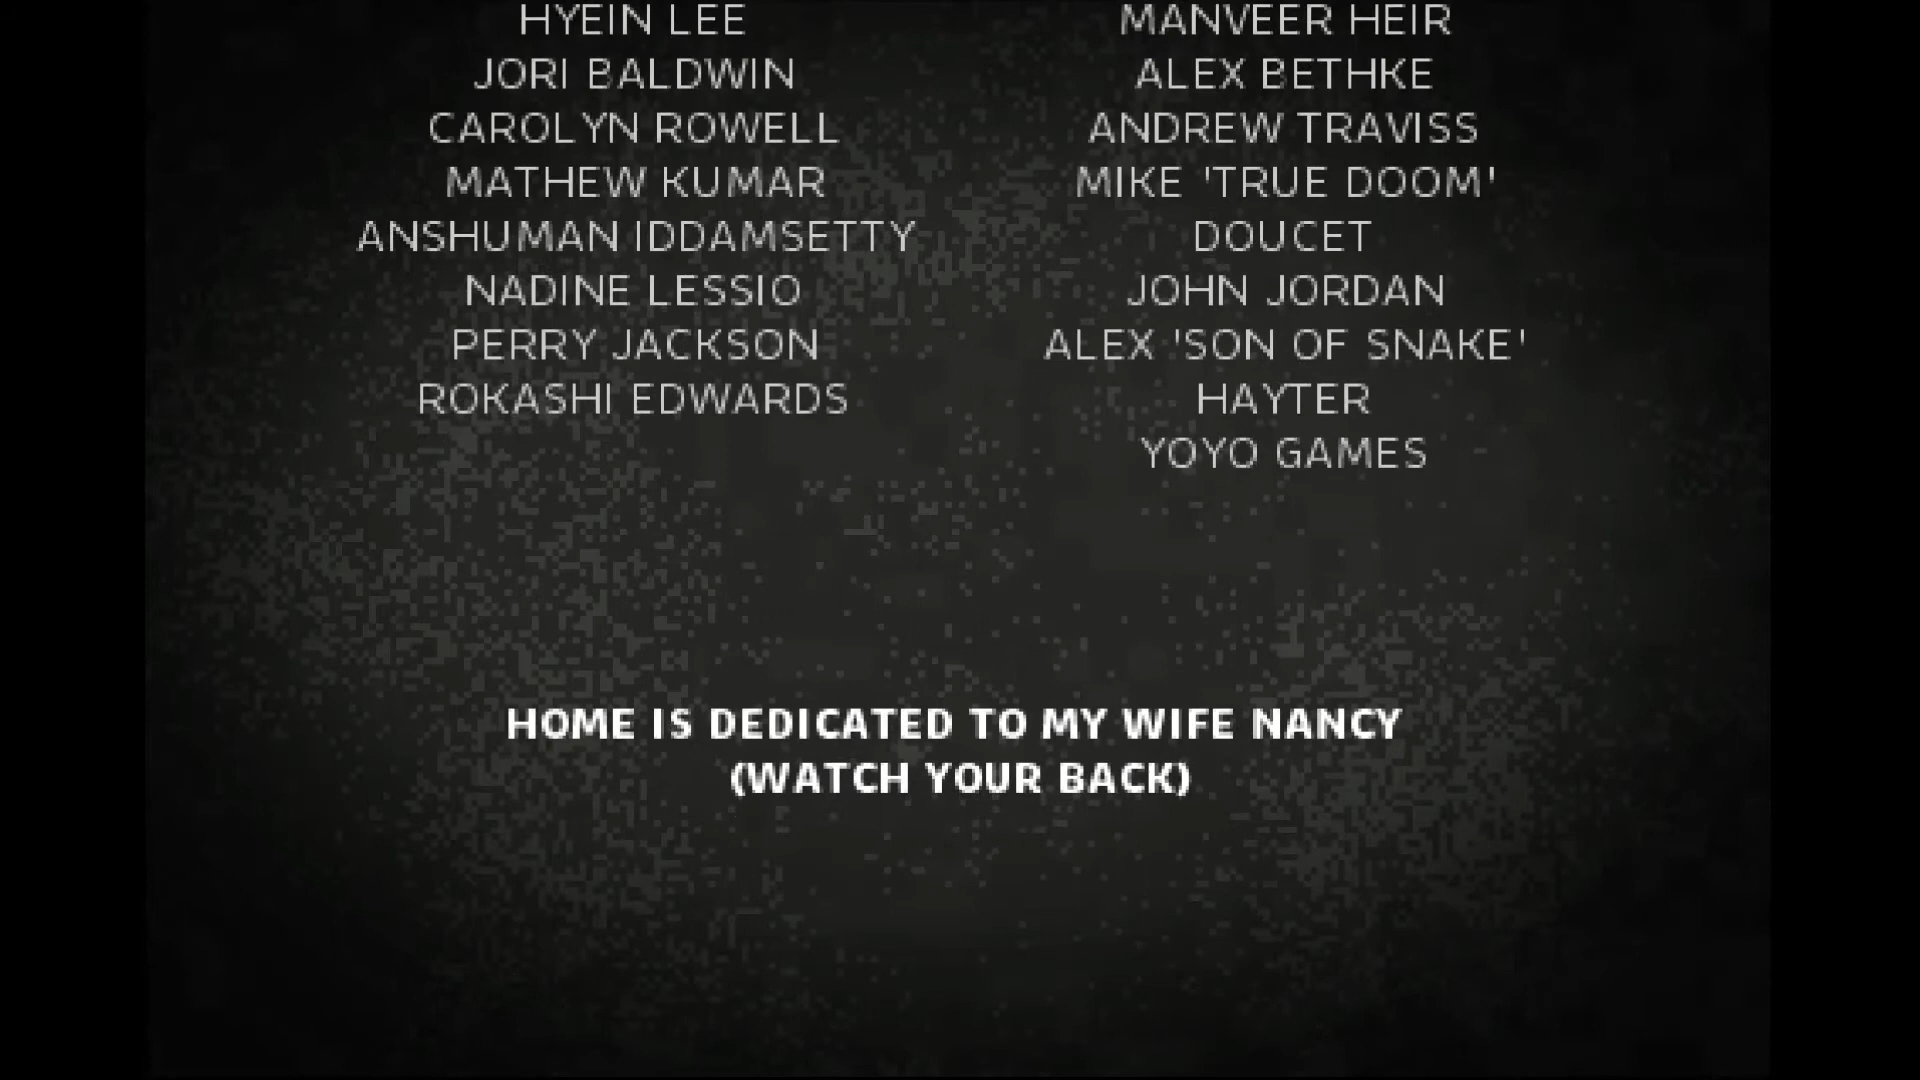 HYEIN LEE
JORI BALDWIN
CAROLYN ROWELL
MATHEW KUMAR
ANSHUMAN IDDAMSETTY
NADINE LESSIO
PERRY JACKSON
ROKASHI EDWARDS
MANVEER HEIR
ALEX BETHKE
ANDREW TRAVISS
MIKE 'TRUE DOOM'
DOUCET
JOHN JORDAN
ALEX 'SON OF SNAKE'
HAYTER
YOYO GAMES
HOME IS DEDICATED TO MY WIFE NANCY
(WATCH YOUR BACK)